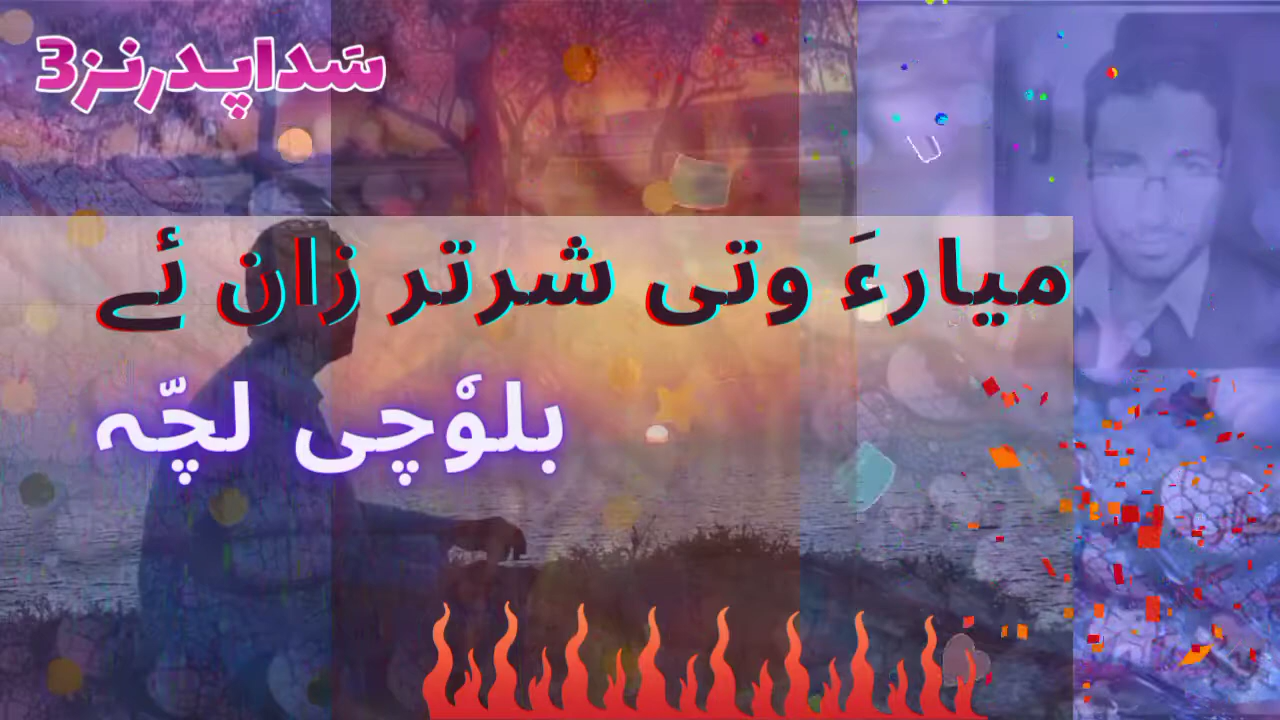 سَداپدرنز3
میارءَ وتی شرتر زان ئے
بلوٚچی لچّہ